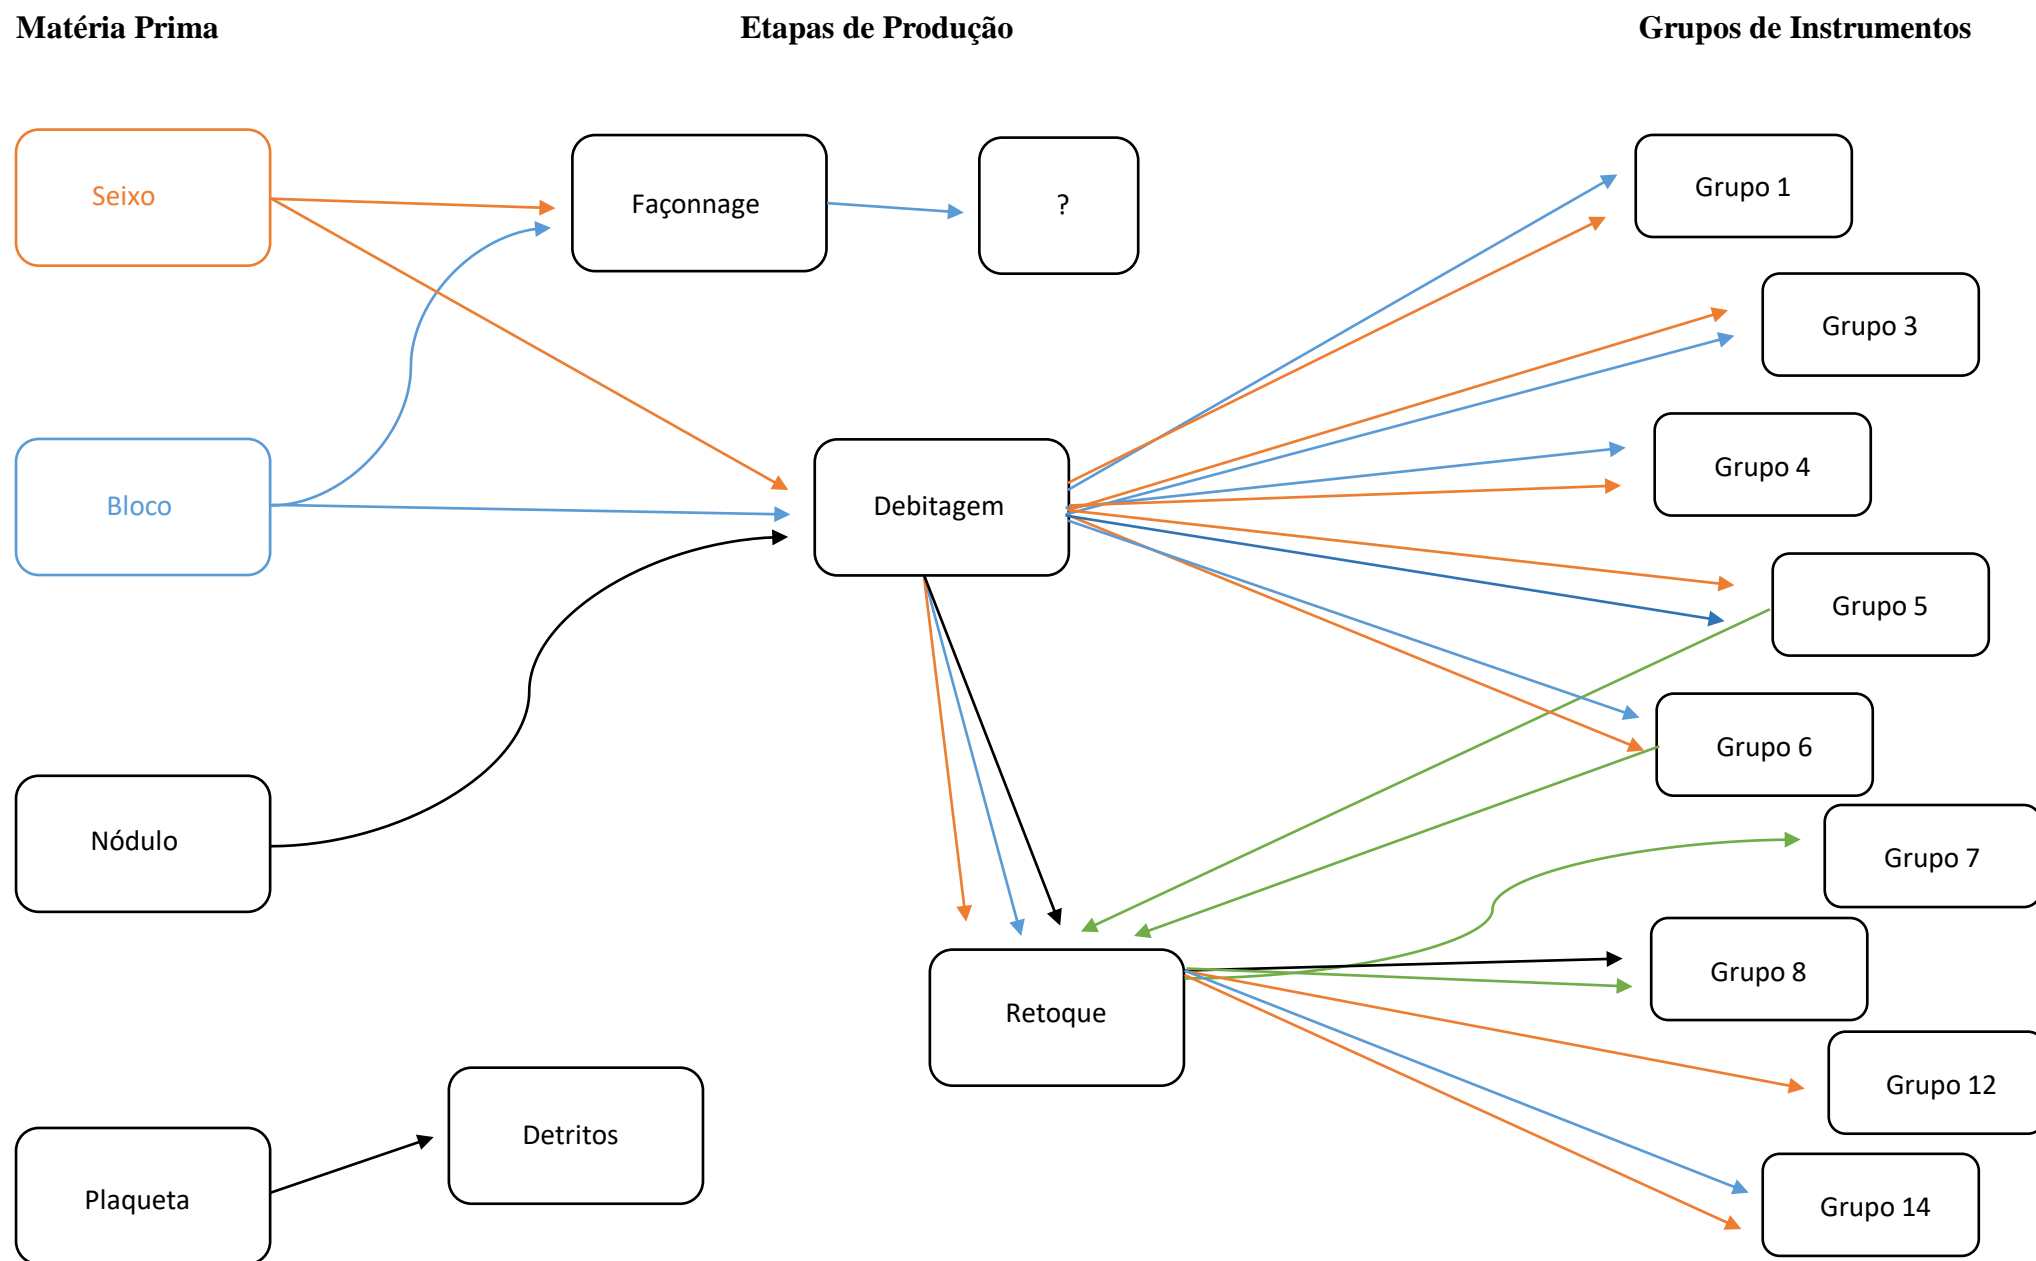 Matéria Prima
Etapas de Produção
Grupos de Instrumentos
Seixo
Façonnage
?
Grupo 1
Grupo 3
Grupo 4
Bloco
Debitagem
Grupo 5
Grupo 6
Nódulo
Grupo 7
Grupo 8
Retoque
Grupo 12
Detritos
Plaqueta
Grupo 14